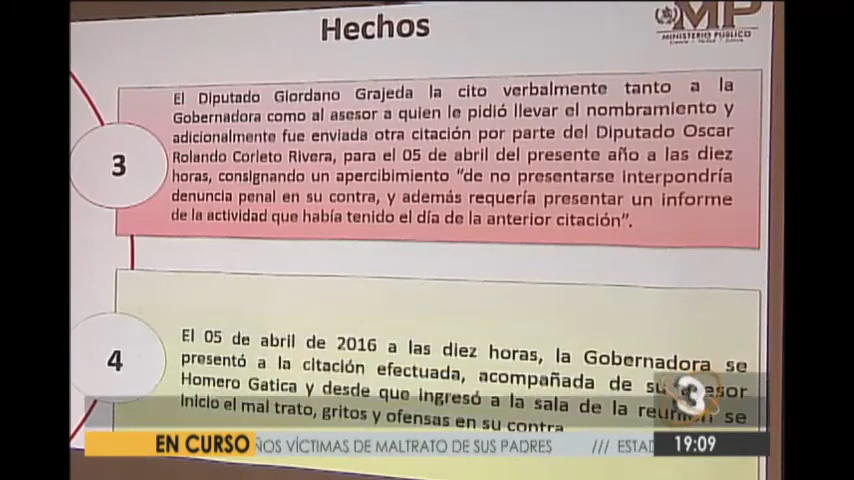 Hechos
MP
MINISTERIO PUBLICO
3
El Diputado Giordano Grajeda la cito verbalmente tanto a la
Gobernadora como al asesor a quien le pidió llevar el nombramiento y
adicionalmente fue enviada otra citación por parte del Diputado Oscar
Rolando Corleto Rivera, para el 05 de abril del presente año a las diez
horas, consignando un apercibimiento "de no presentarse interpondría
denuncia penal en su contra, y además requería presentar un informe
de la actividad que había tenido el día de la anterior citación".
4
El 05 de abril de 2016 a las diez horas, la Gobernadora se
presentó a la citación efectuada, acompañada de su
Homero Gatica y desde que ingresó a la sala de la reunión se
Inicio el mal trato, gritos y ofensas en su contra
3
EN CURSO ÑOS VÍCTIMAS DE MALTRATO DE SUS PADRES /// ESTAD 19:09